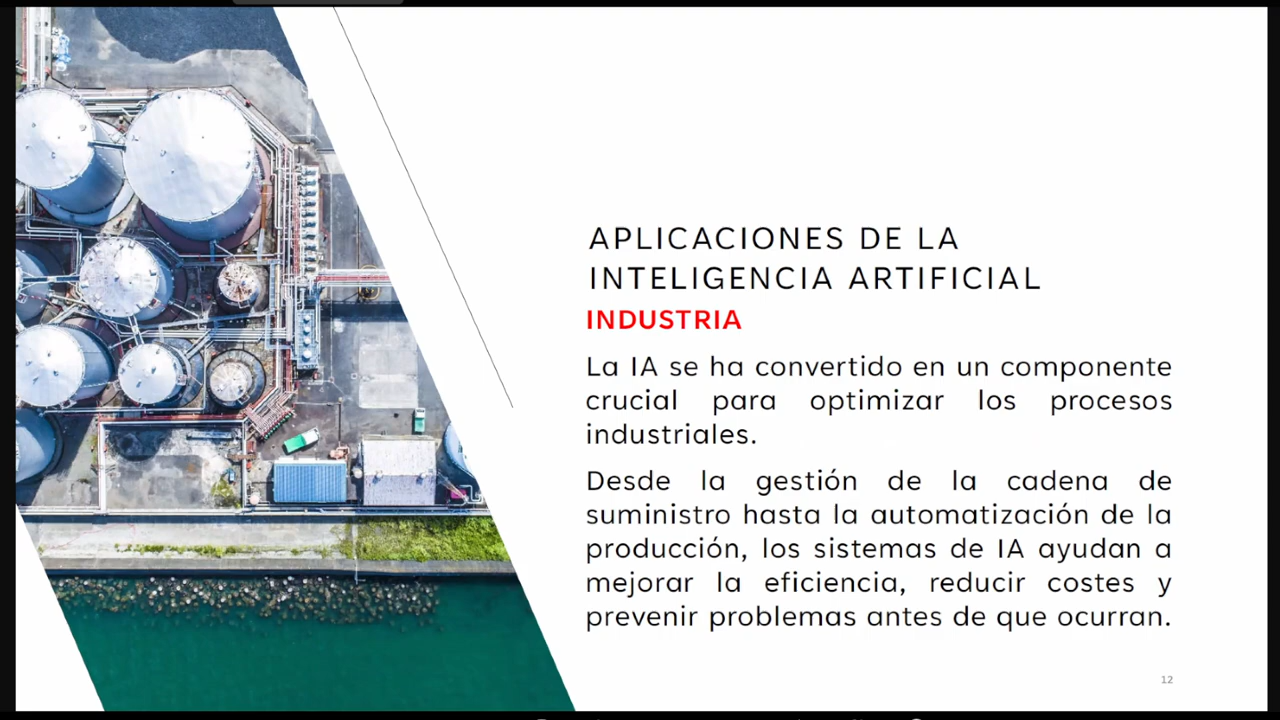 APLICACIONES DE LA
INTELIGENCIA ARTIFICIAL
INDUSTRIA
La IA se ha convertido en un componente
crucial para optimizar los procesos
industriales.
Desde la gestión de la cadena de
suministro hasta la automatización de la
producción, los sistemas de IA ayudan a
mejorar la eficiencia, reducir costes y
prevenir problemas antes de que ocurran.
12